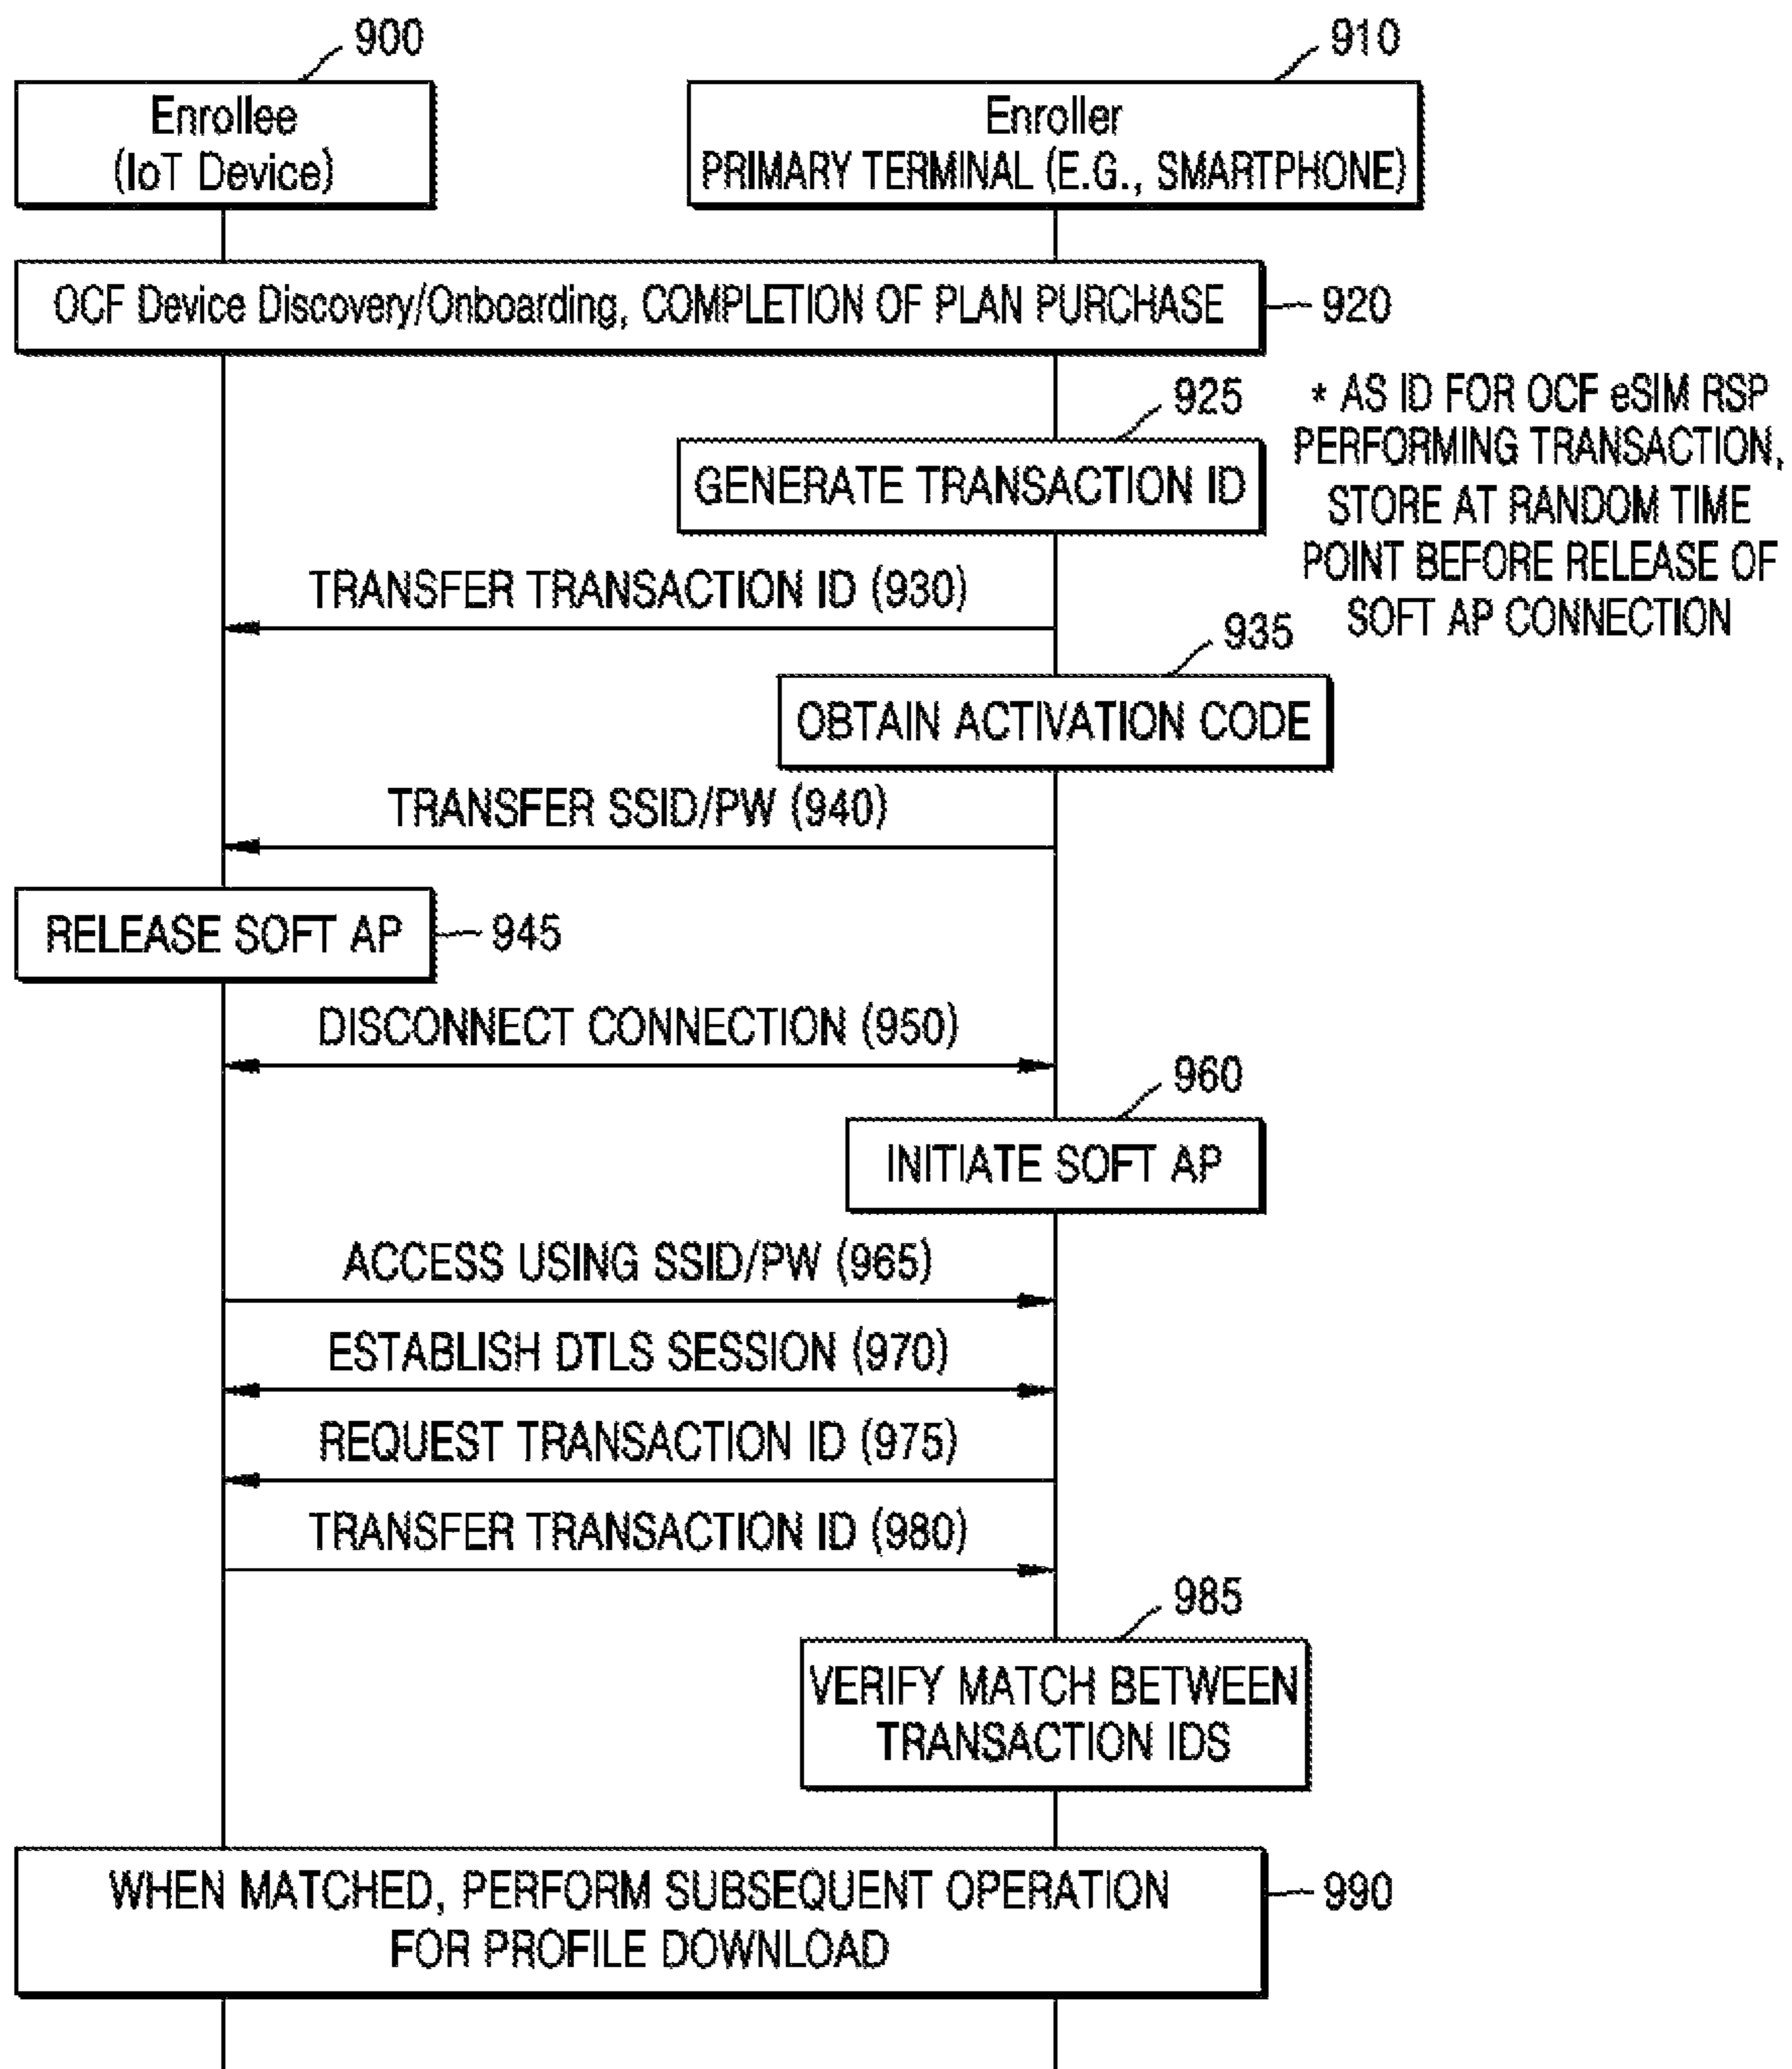 900
910
Enrollee
(IoT Device)
Enroller
PRIMARY TERMINAL (E.G., SMARTPHONE)
OCF Device Discovery/Onboarding, COMPLETION OF PLAN PURCHASE
920
925
GENERATE TRANSACTION ID
* AS ID FOR OCF eSIM RSP
PERFORMING TRANSACTION,
STORE AT RANDOM TIME
POINT BEFORE RELEASE OF
SOFT AP CONNECTION
TRANSFER TRANSACTION ID (930)
935
OBTAIN ACTIVATION CODE
TRANSFER SSID/PW (940)
RELEASE SOFT AP
945
DISCONNECT CONNECTION (950)
960
INITIATE SOFT AP
ACCESS USING SSID/PW (965)
ESTABLISH DTLS SESSION (970)
REQUEST TRANSACTION ID (975)
TRANSFER TRANSACTION ID (980)
985
VERIFY MATCH BETWEEN
TRANSACTION IDS
WHEN MATCHED, PERFORM SUBSEQUENT OPERATION
FOR PROFILE DOWNLOAD
990